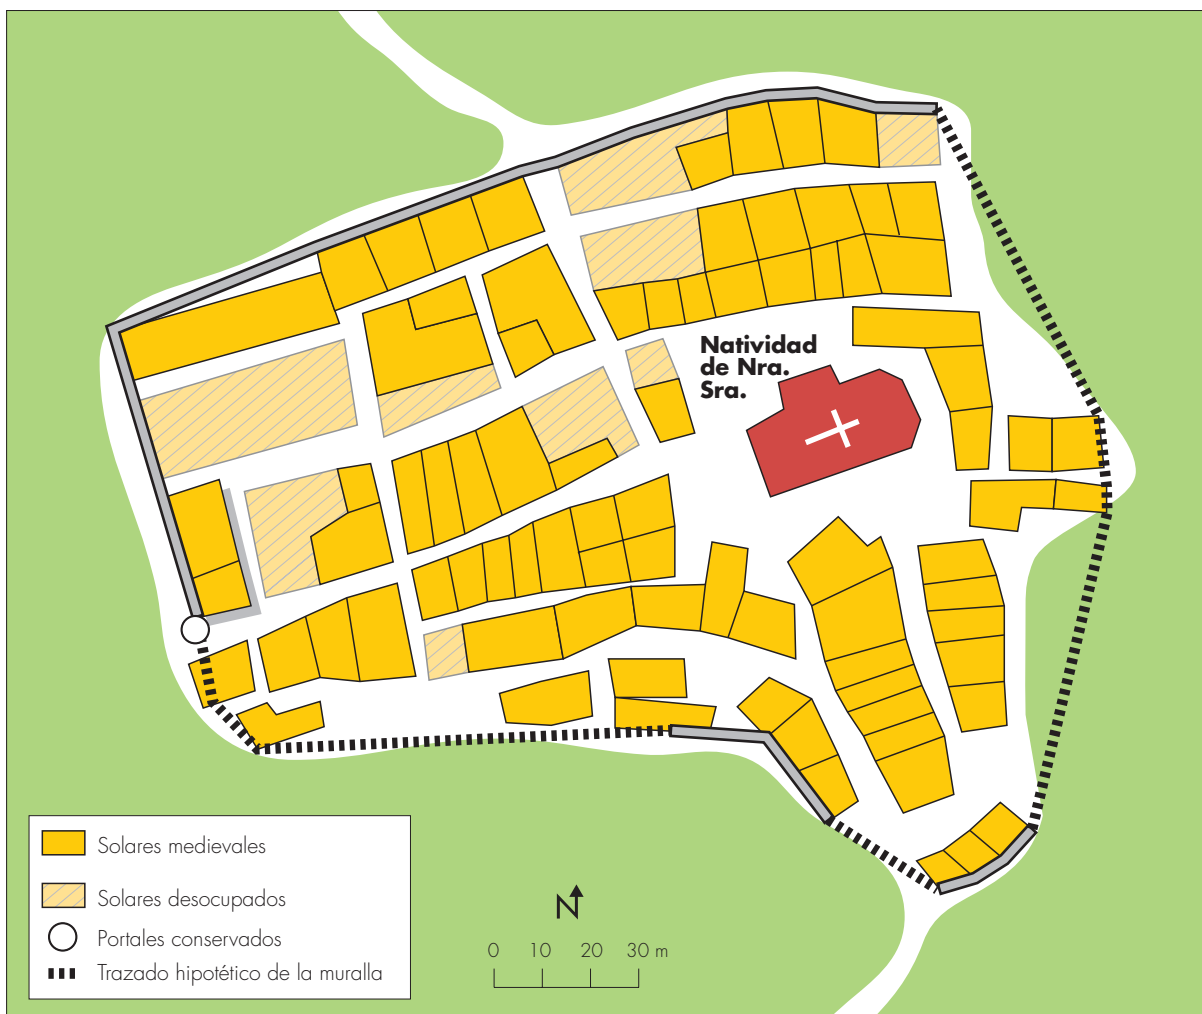 Natividad
de Nra.
Sra.
Solares medievales
Solares desocupados
Portales conservados
Trazado hipotético de la muralla
N
0 10 20 30 m